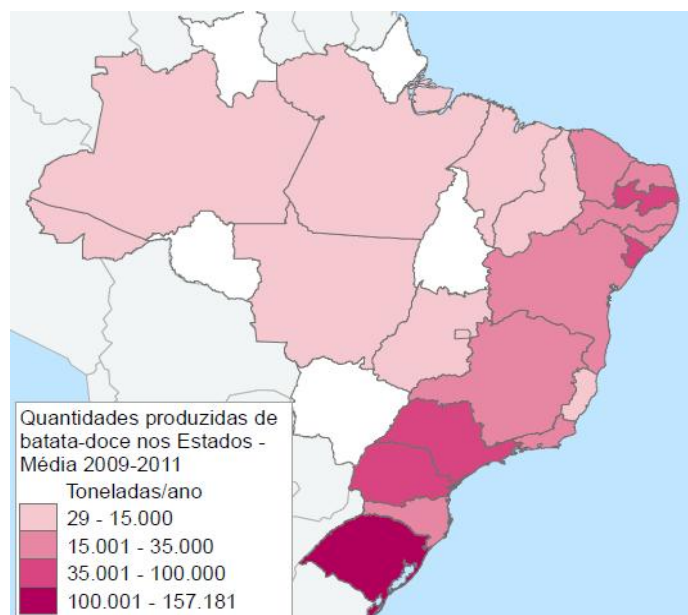 Quantidades produzidas de
batata-doce nos Estados -
Média 2009-2011
Toneladas/ano
29 - 15.000
15.001 - 35.000
35.001 - 100.000
100.001 - 157.181